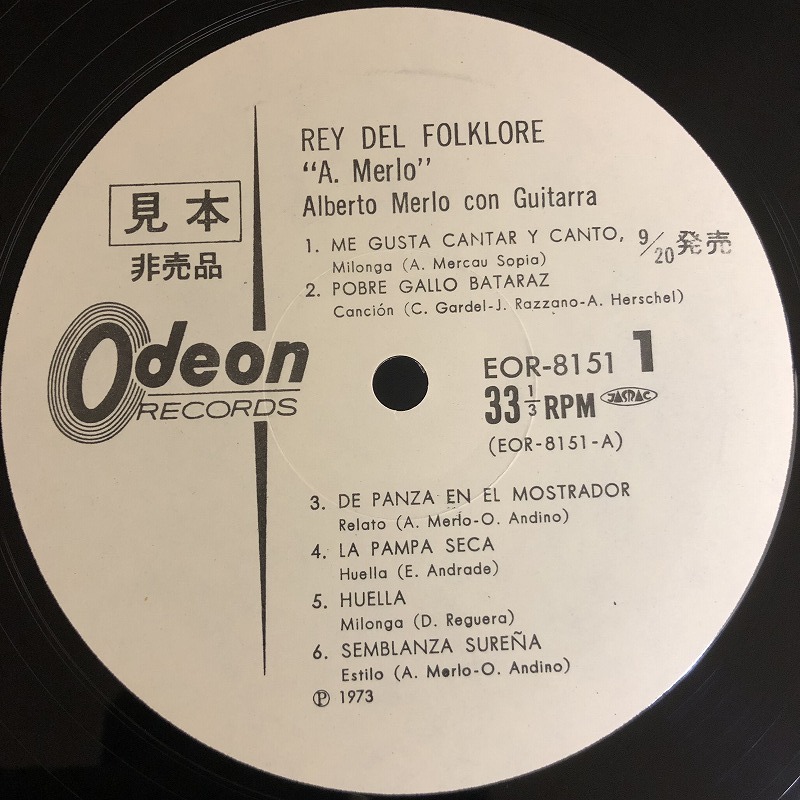 REY DEL FOLKLORE
"A. Merlo"
Alberto Merlo con Guitarra
見本
非売品
1. ME GUSTA CANTAR Y CANTO,
Milonga (A. Mercau Sopia)
9/20 発売
2. POBRE GALLO BATARAZ
Canción (C. Gardel-J. Razzano-A. Herschel)
Odeon
RECORDS
EOR-8151 1
33 1/3 RPM JASRAC
(EOR-8151-A)
3. DE PANZA EN EL MOSTRADOR
Relato (A. Merlo-O. Andino)
4. LA PAMPA SECA
Huella (E. Andrade)
5. HUELLA
Milonga (D. Reguera)
6. SEMBLANZA SUREÑA
Estilo (A. Merlo-O. Andino)
Ⓟ 1973